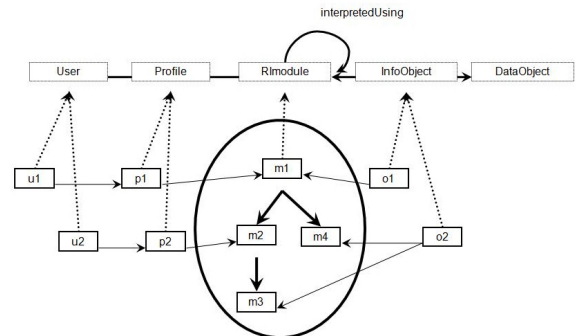 interpretedUsing
User Profile RImodule InfoObject DataObject
u1 p1 m1 o1
u2 p2 m2 m4 o2
m3